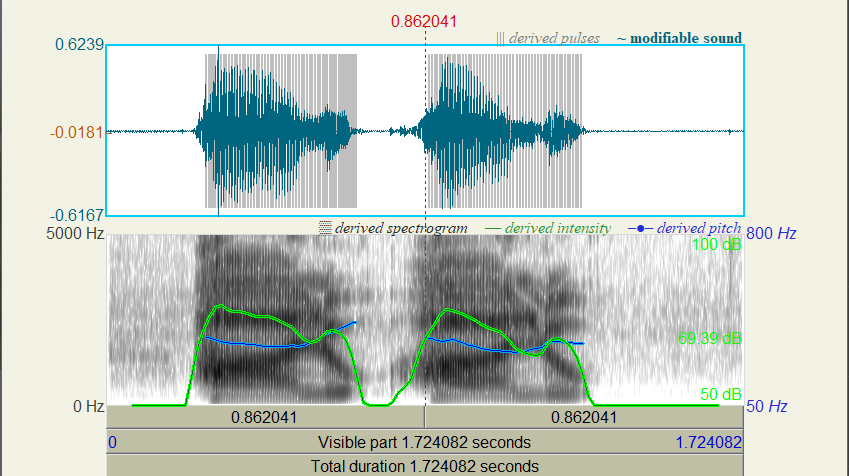 0.862041
||| derived pulses ~ modifiable sound
0.6239
-0.0181
-0.6167
derived spectrogram — derived intensity derived pitch
5000 Hz 100 dB 800 Hz
69.39 dB
50 dB
0 Hz 50 Hz
0.862041 0.862041
0 Visible part 1.724082 seconds 1.724082
Total duration 1.724082 seconds